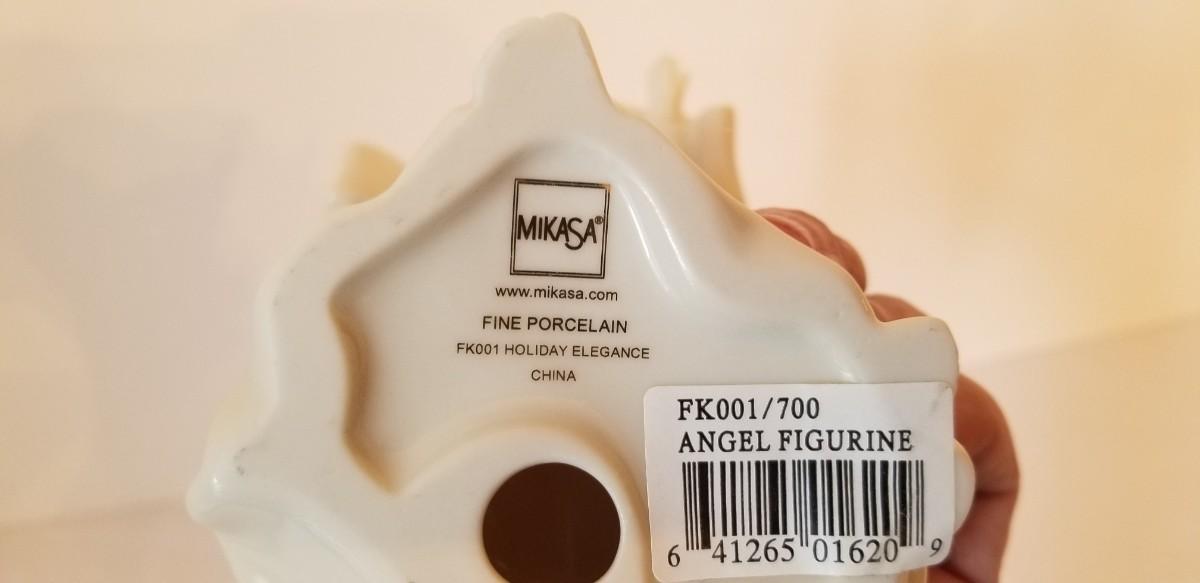 MIKASA®
www.mikasa.com
FINE PORCELAIN
FK001 HOLIDAY ELEGANCE
CHINA
FK001/700
ANGEL FIGURINE
6 41265 01620 9